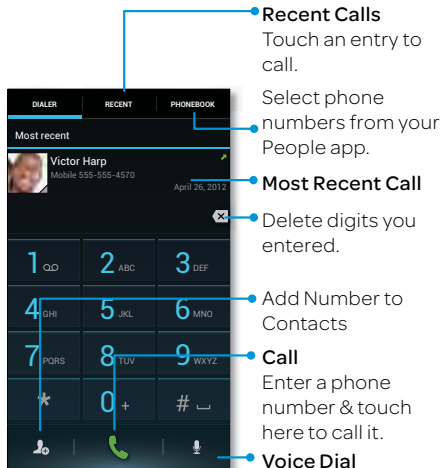 Recent Calls
Touch an entry to
call.
Select phone
numbers from your
People app.
Most Recent Call
Delete digits you
entered.
Add Number to
Contacts
Call
Enter a phone
number & touch
here to call it.
Voice Dial
DIALER RECENT PHONEBOOK
Most recent
Victor Harp
Mobile 555-555-4570
April 26, 2012
1 2 ABC 3 DEF
4 GHI 5 JKL 6 MNO
7 PQRS 8 TUV 9 WXYZ
* 0 + #